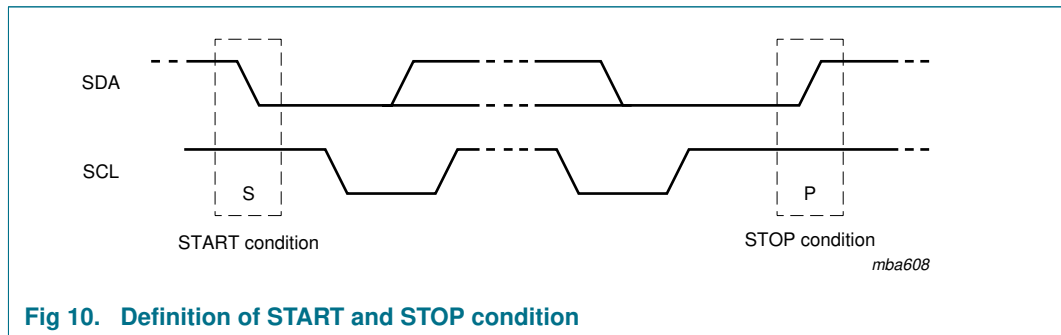 SDA
SCL
S
P
START condition
STOP condition
mba608
Fig 10. Definition of START and STOP condition